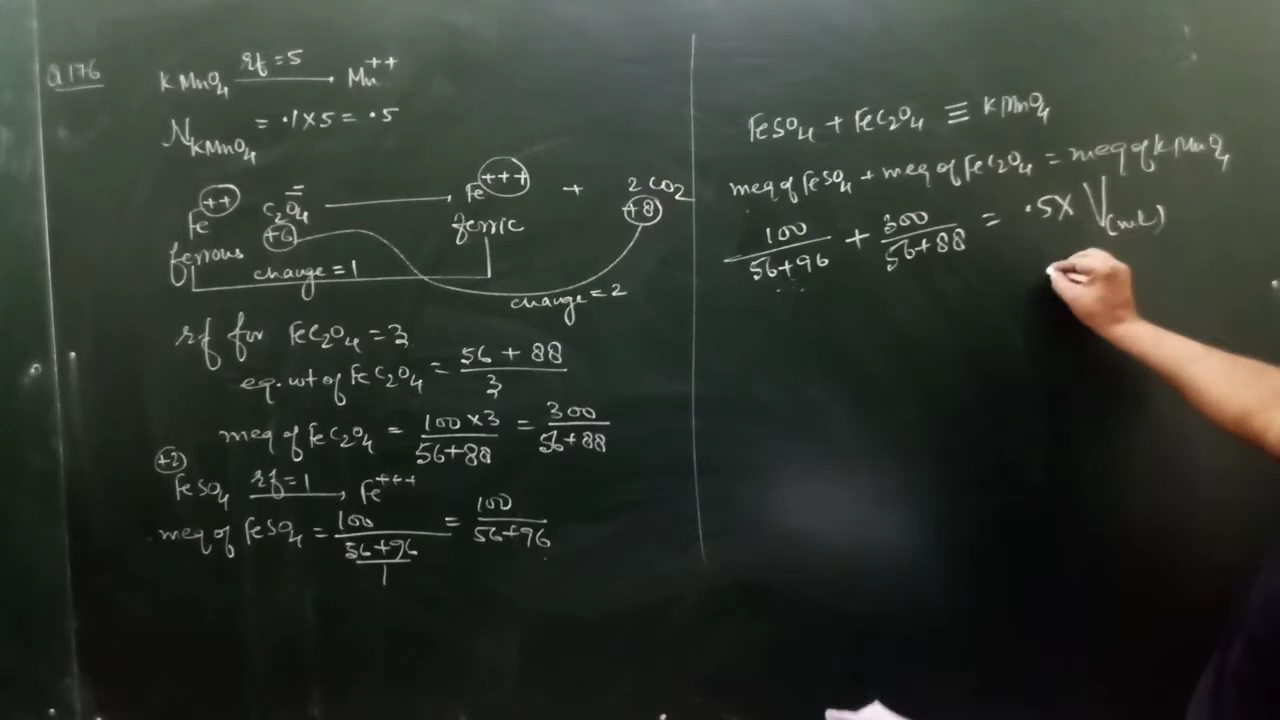 Q176
KMnO4 rf = 5 → Mn++
N KMnO4 = .1 × 5 = .5
Fe++ C2O4= → Fe+++ + 2CO2
+6 +8
ferrous ferric
change = 1
change = 2
rf for FeC2O4 = 3
eq. wt of FeC2O4 = 56 + 88 / 3
meq of FeC2O4 = 100 × 3 / 56+88 = 300 / 56+88
+2
FeSO4 rf = 1 → Fe+++
meq of FeSO4 = 100 / 56+96 / 1 = 100 / 56+96
FeSO4 + FeC2O4 ≡ KMnO4
meq of FeSO4 + meq of FeC2O4 = meq of KMnO4
100 / 56+96 + 300 / 56+88 = .5 × V(mL)